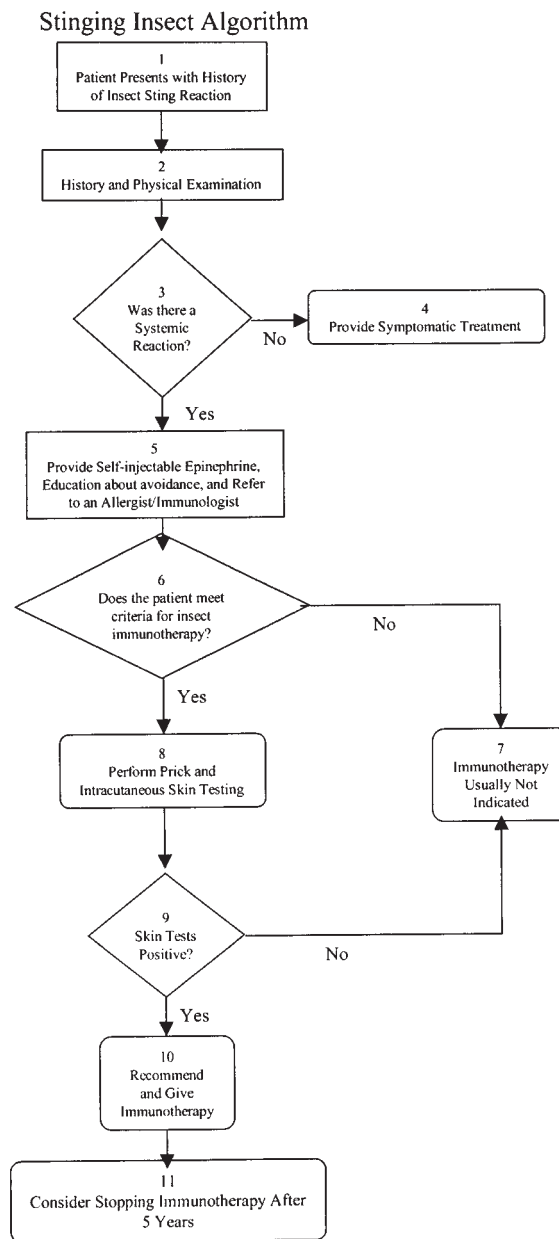 Stinging Insect Algorithm
1
Patient Presents with History
of Insect Sting Reaction
2
History and Physical Examination
3
Was there a
Systemic
Reaction?
No
4
Provide Symptomatic Treatment
Yes
5
Provide Self-injectable Epinephrine,
Education about avoidance, and Refer
to an Allergist/Immunologist
6
Does the patient meet
criteria for insect
immunotherapy?
No
Yes
7
Immunotherapy
Usually Not
Indicated
8
Perform Prick and
Intracutaneous Skin Testing
9
Skin Tests
Positive?
No
Yes
10
Recommend
and Give
Immunotherapy
11
Consider Stopping Immunotherapy After
5 Years